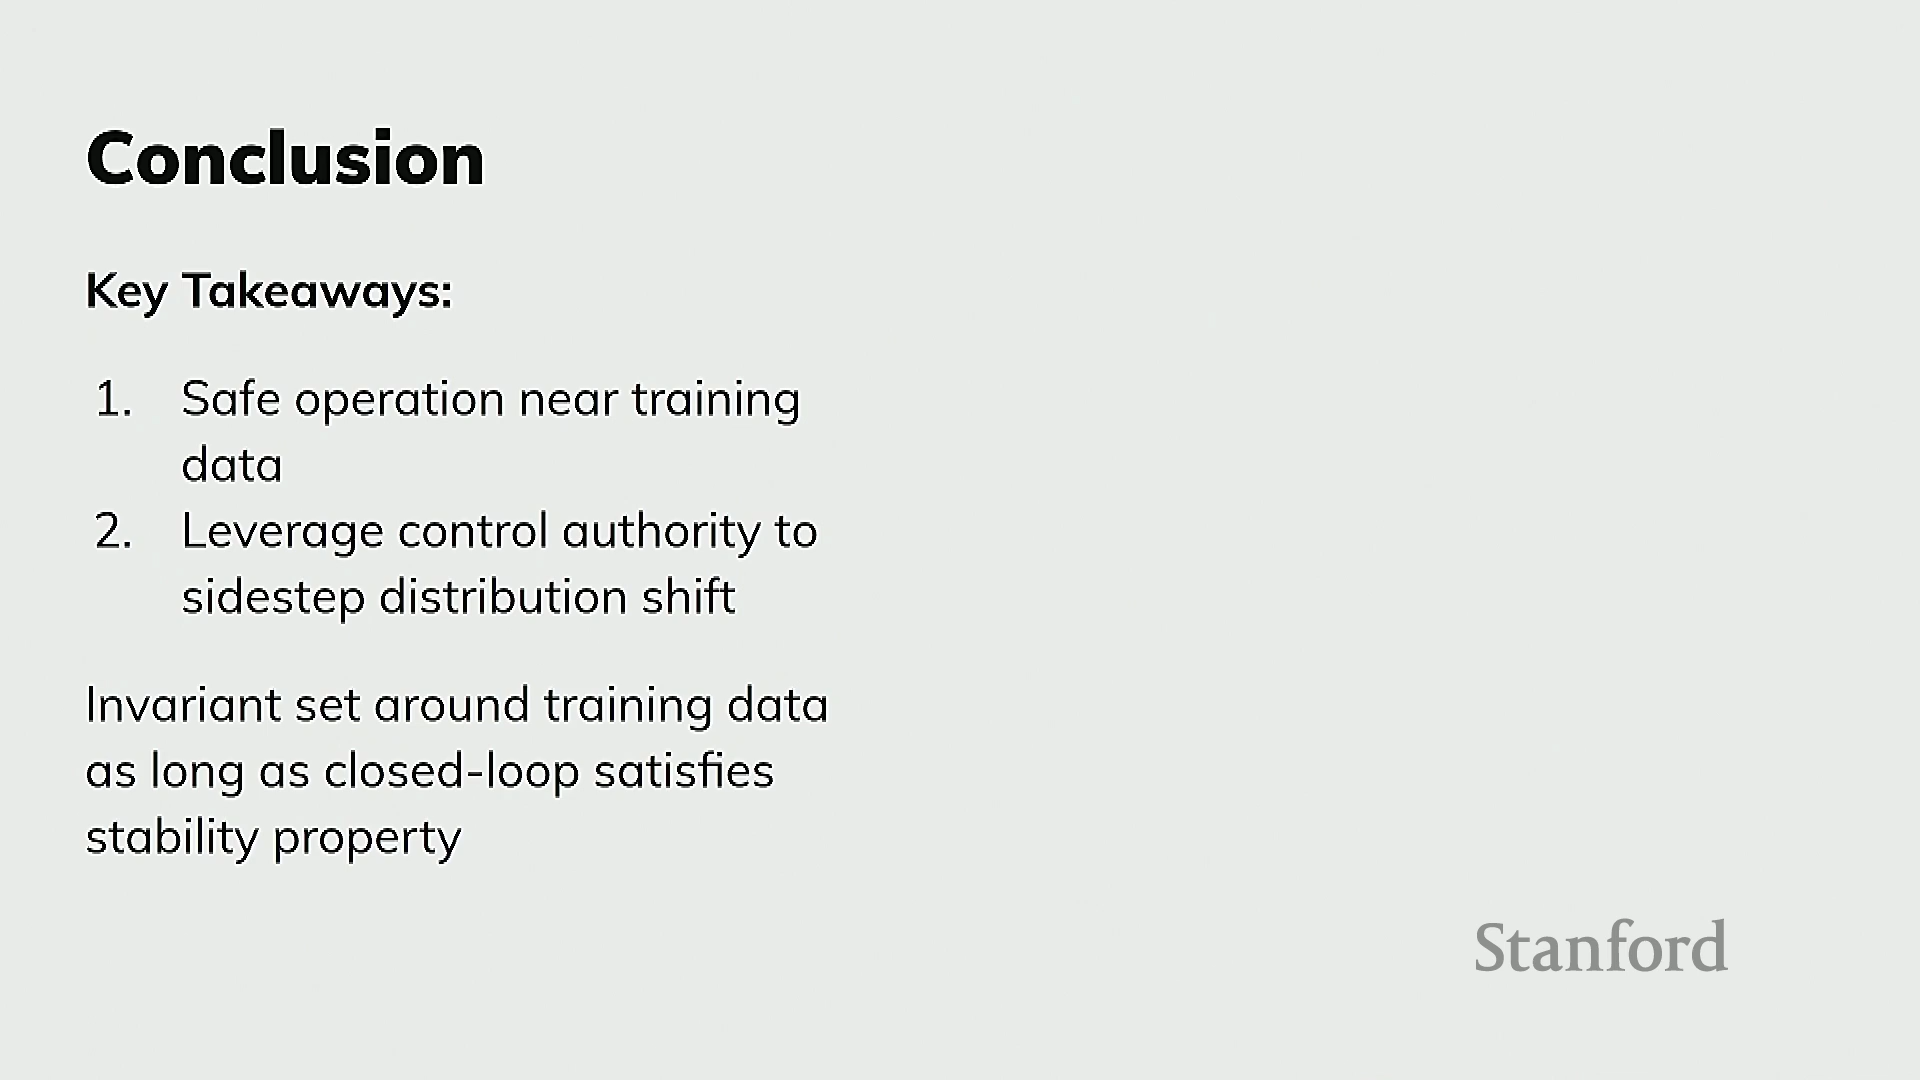 Conclusion
Key Takeaways:
1. Safe operation near training
data
2. Leverage control authority to
sidestep distribution shift
Invariant set around training data
as long as closed-loop satisfies
stability property
Stanford